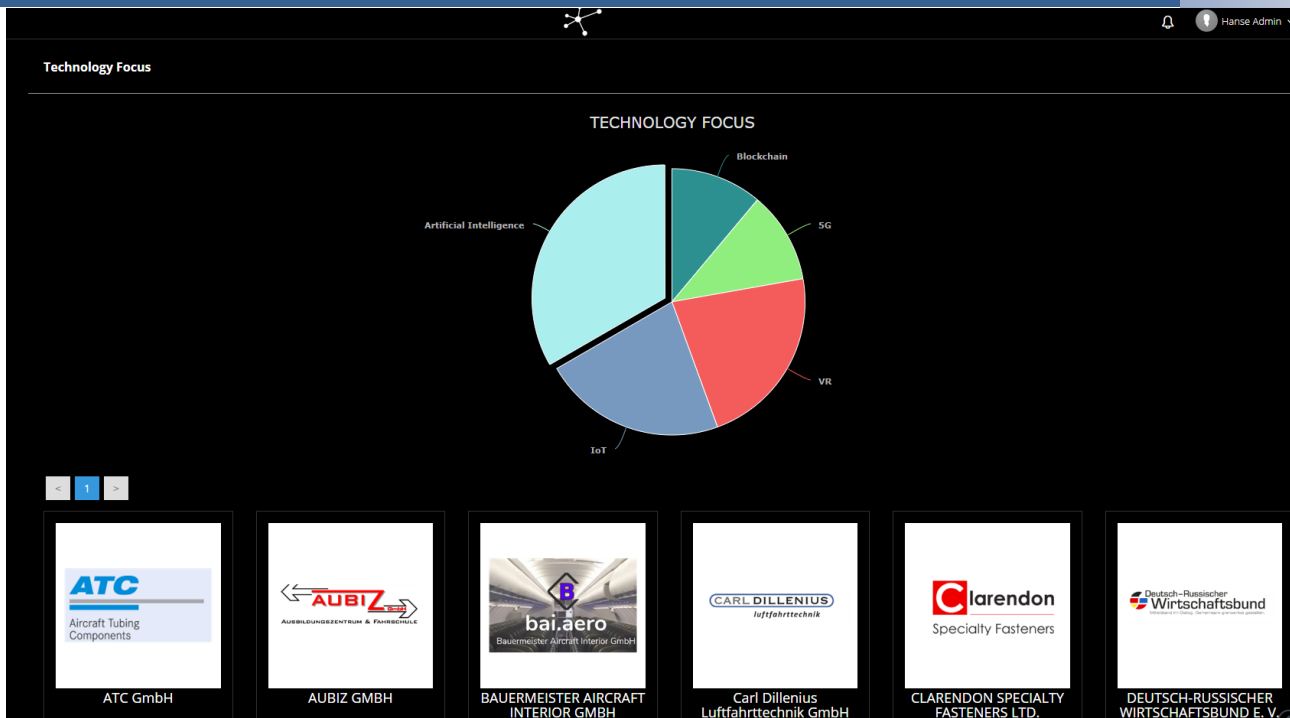 Hanse Admin
Technology Focus
TECHNOLOGY FOCUS
Blockchain
Artificial Intelligence
5G
VR
IoT
< 1 >
ATC
Aircraft Tubing
Components
AUBIZ
AUSBILDUNGSZENTRUM & FAHRSCHULE
B
bai.aero
Bauermeister Aircraft Interior GmbH
CARL DILLENIUS
luftfahrttechnik
Clarendon
Specialty Fasteners
Deutsch-Russischer
Wirtschaftsbund
ATC GmbH
AUBIZ GMBH
BAUERMEISTER AIRCRAFT
INTERIOR GMBH
Carl Dillenius
Luftfahrttechnik GmbH
CLARENDON SPECIALTY
FASTENERS LTD.
DEUTSCH-RUSSISCHER
WIRTSCHAFTSBUND E. V.